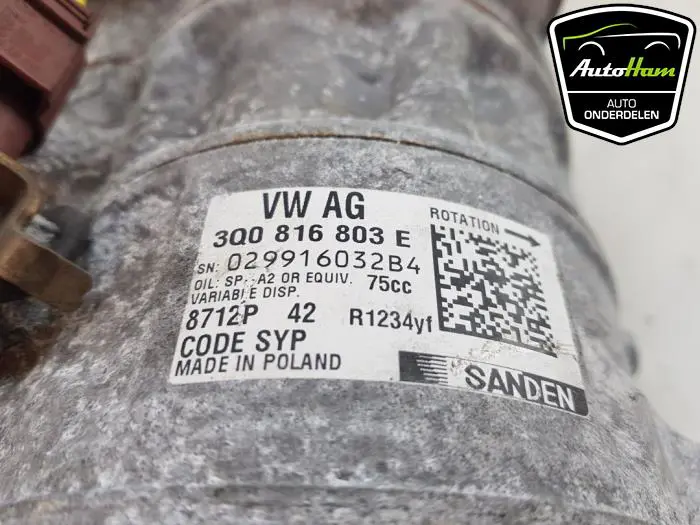 AutoHam
AUTO
ONDERDELEN
VW AG
ROTATION
3Q0 816 803 E
SN: 029916032B4
OIL: SP: A2 OR EQUIV. 75cc
VARIABLE DISP.
8712P 42 R1234yf
CODE SYP
MADE IN POLAND
SANDEN